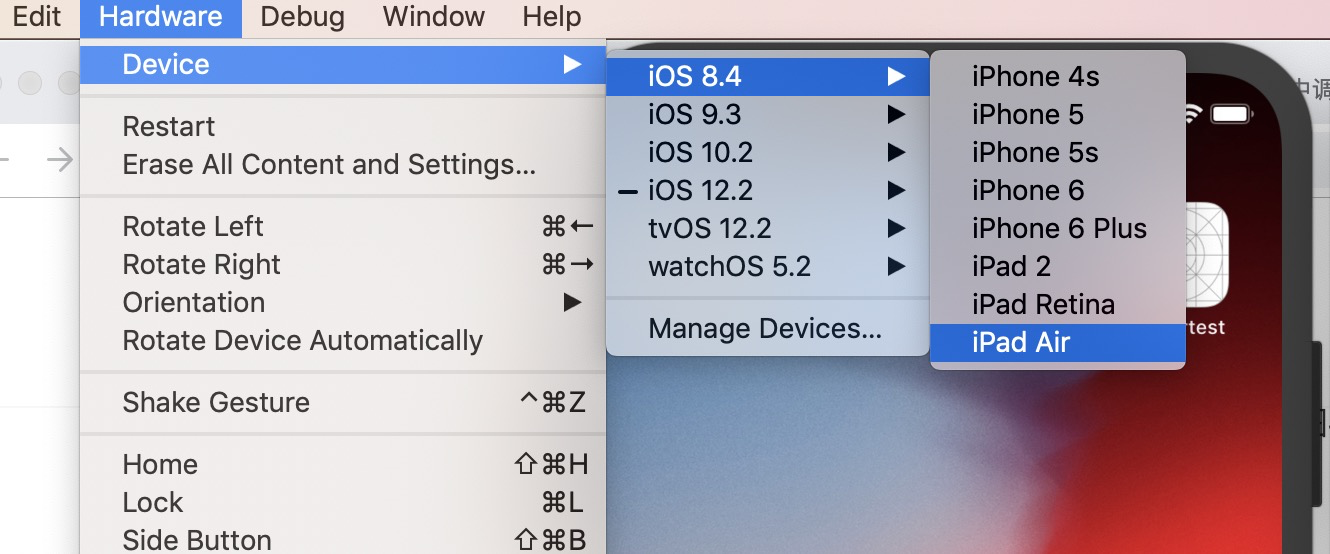 Edit Hardware Debug Window Help
Device
Restart
Erase All Content and Settings...
Rotate Left ⌘←
Rotate Right ⌘→
Orientation
Rotate Device Automatically
Shake Gesture ^⌘Z
Home ⇧⌘H
Lock ⌘L
Side Button ⇧⌘B
iOS 8.4
iOS 9.3
iOS 10.2
iOS 12.2
tvOS 12.2
watchOS 5.2
Manage Devices...
iPhone 4s
iPhone 5
iPhone 5s
iPhone 6
iPhone 6 Plus
iPad 2
iPad Retina
iPad Air
rtest
中调